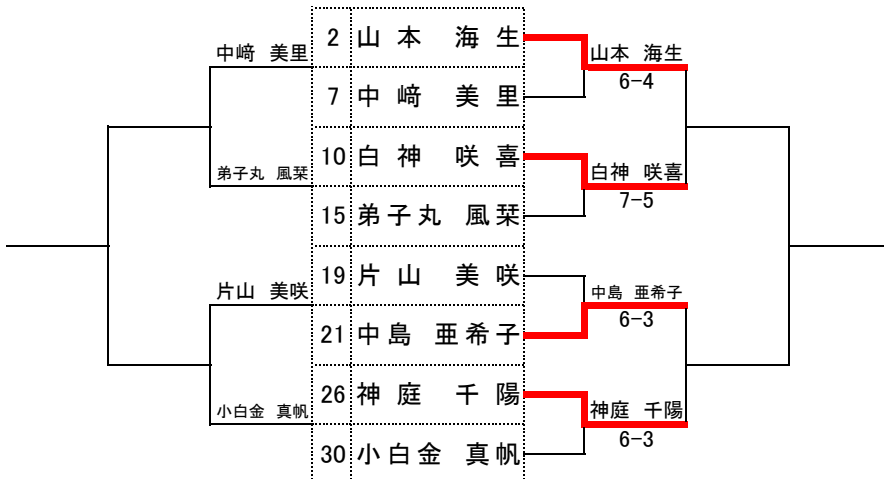 中﨑 美里
弟子丸 風栞
片山 美咲
小白金 真帆
2 山本 海生
7 中﨑 美里
10 白神 咲喜
15 弟子丸 風栞
19 片山 美咲
21 中島 亜希子
26 神庭 千陽
30 小白金 真帆
山本 海生
6-4
白神 咲喜
7-5
中島 亜希子
6-3
神庭 千陽
6-3